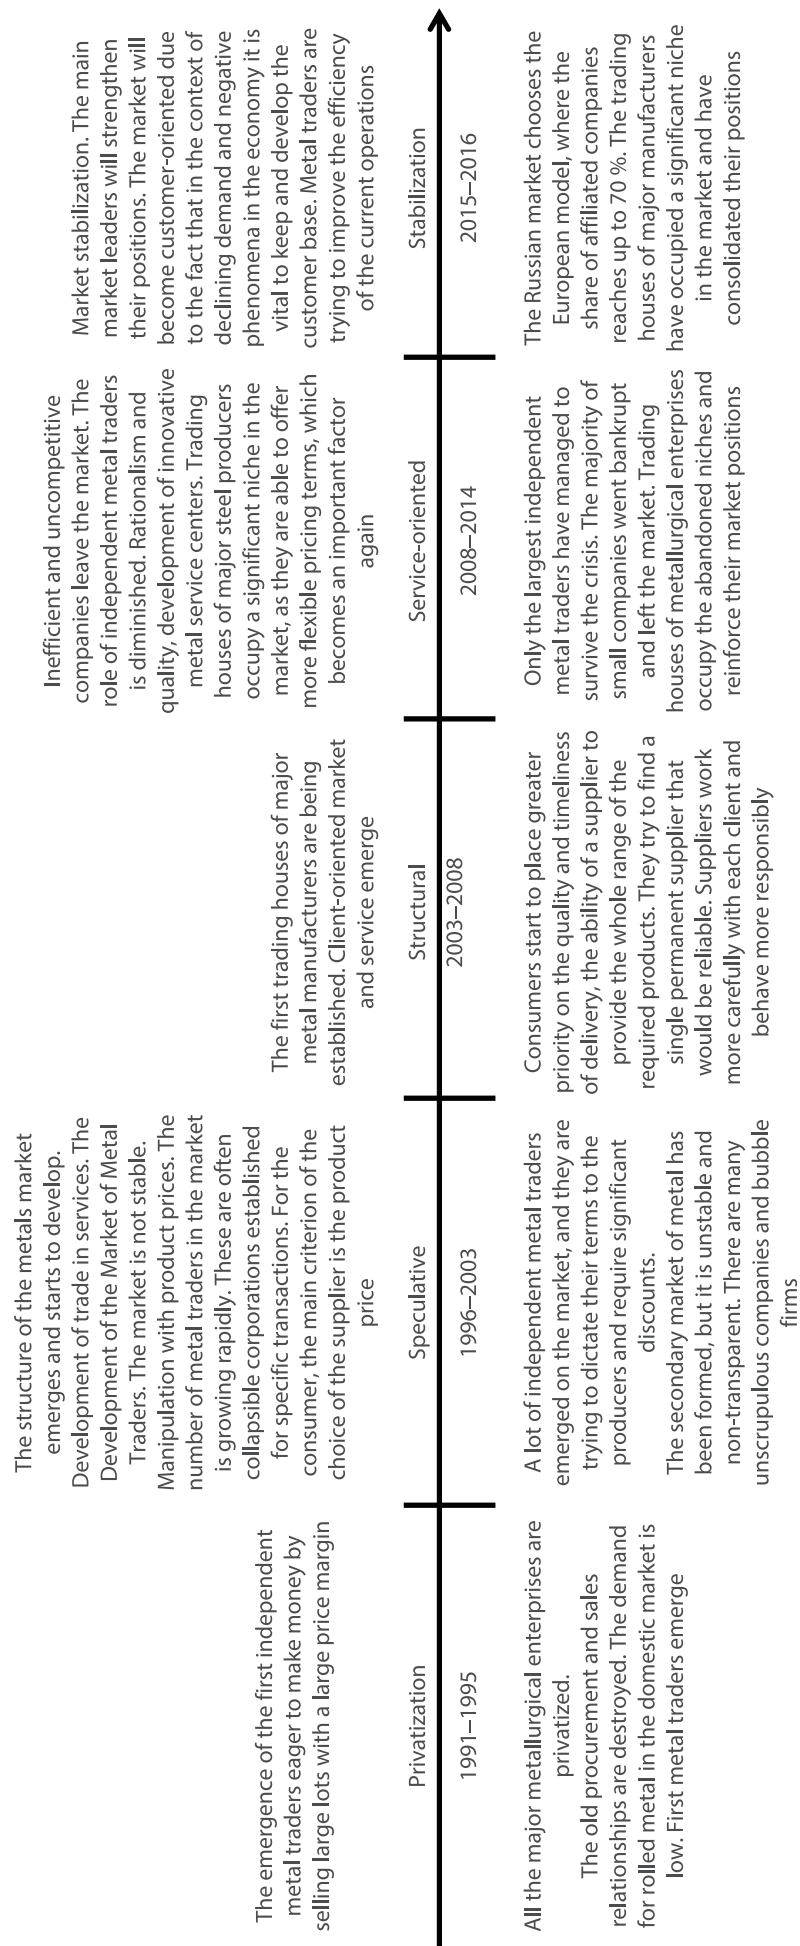 The emergence of the first independent
metal traders eager to make money by
selling large lots with a large price margin
Privatization
1991–1995
All the major metallurgical enterprises are
privatized.
The old procurement and sales
relationships are destroyed. The demand
for rolled metal in the domestic market is
low. First metal traders emerge
The structure of the metals market
emerges and starts to develop.
Development of trade in services. The
Development of the Market of Metal
Traders. The market is not stable.
Manipulation with product prices. The
number of metal traders in the market
is growing rapidly. These are often
collapsible corporations established
for specific transactions. For the
consumer, the main criterion of the
choice of the supplier is the product
price
Speculative
1996–2003
A lot of independent metal traders
emerged on the market, and they are
trying to dictate their terms to the
producers and require significant
discounts.
The secondary market of metal has
been formed, but it is unstable and
non-transparent. There are many
unscrupulous companies and bubble
firms
The first trading houses of major
metal manufacturers are being
established. Client-oriented market
and service emerge
Structural
2003–2008
Consumers start to place greater
priority on the quality and timeliness
of delivery, the ability of a supplier to
provide the whole range of the
required products. They try to find a
single permanent supplier that
would be reliable. Suppliers work
more carefully with each client and
behave more responsibly
Inefficient and uncompetitive
companies leave the market. The
role of independent metal traders
is diminished. Rationalism and
quality, development of innovative
metal service centers. Trading
houses of major steel producers
occupy a significant niche in the
market, as they are able to offer
more flexible pricing terms, which
becomes an important factor
again
Service-oriented
2008–2014
Only the largest independent
metal traders have managed to
survive the crisis. The majority of
small companies went bankrupt
and left the market. Trading
houses of metallurgical enterprises
occupy the abandoned niches and
reinforce their market positions
Market stabilization. The main
market leaders will strengthen
their positions. The market will
become customer-oriented due
to the fact that in the context of
declining demand and negative
phenomena in the economy it is
vital to keep and develop the
customer base. Metal traders are
trying to improve the efficiency
of the current operations
Stabilization
2015–2016
The Russian market chooses the
European model, where the
share of affiliated companies
reaches up to 70 %. The trading
houses of major manufacturers
have occupied a significant niche
in the market and have
consolidated their positions